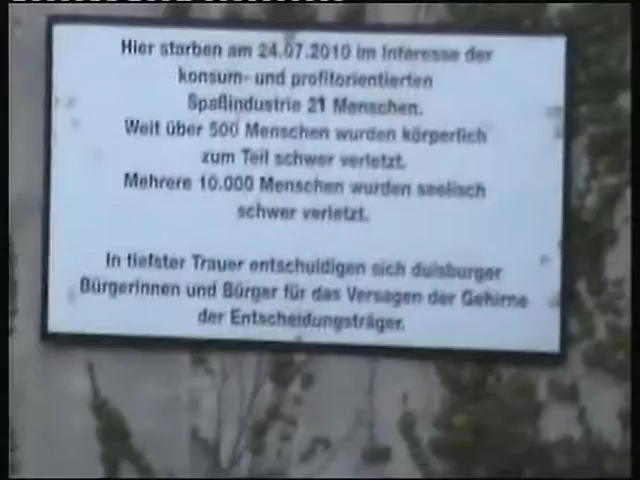 Hier starben am 24.07.2010 im Interesse der
konsum- und profitorientierten
Spaßindustrie 21 Menschen.
Weit über 500 Menschen wurden körperlich
zum Teil schwer verletzt.
Mehrere 10.000 Menschen wurden seelisch
schwer verletzt.
In tiefster Trauer entschuldigen sich duisburger
Bürgerinnen und Bürger für das Versagen der Gehirne
der Entscheidungsträger.